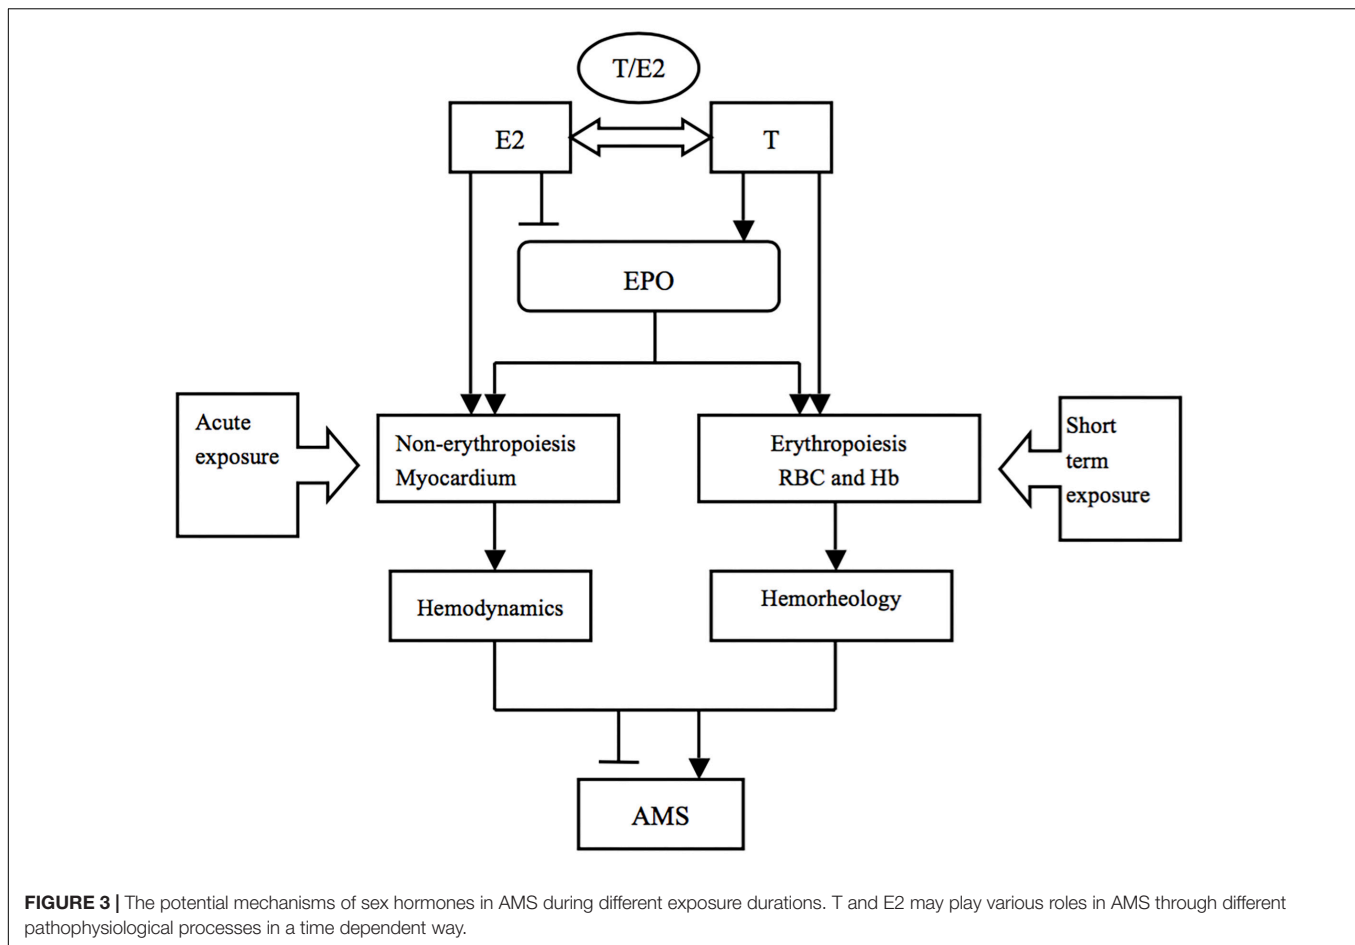 T/E2
E2
T
EPO
Acute
exposure
Non-erythropoiesis
Myocardium
Erythropoiesis
RBC and Hb
Short
term
exposure
Hemodynamics
Hemorheology
AMS
FIGURE 3 | The potential mechanisms of sex hormones in AMS during different exposure durations. T and E2 may play various roles in AMS through different
pathophysiological processes in a time dependent way.